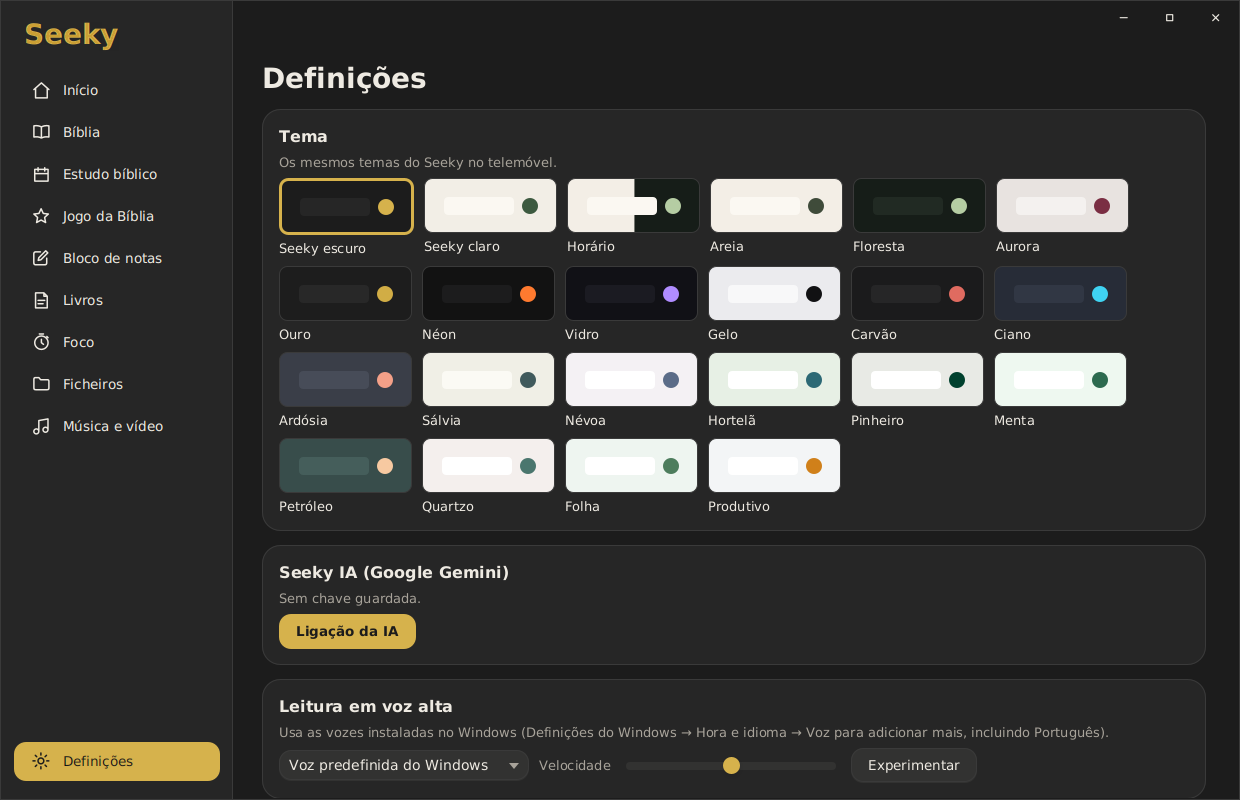 Seeky
Início
Bíblia
Estudo bíblico
Jogo da Bíblia
Bloco de notas
Livros
Foco
Ficheiros
Música e vídeo
Definições
Definições
Tema
Os mesmos temas do Seeky no telemóvel.
Seeky escuro
Seeky claro
Horário
Areia
Floresta
Aurora
Ouro
Néon
Vidro
Gelo
Carvão
Ciano
Ardósia
Sálvia
Névoa
Hortelã
Pinheiro
Menta
Petróleo
Quartzo
Folha
Produtivo
Seeky IA (Google Gemini)
Sem chave guardada.
Ligação da IA
Leitura em voz alta
Usa as vozes instaladas no Windows (Definições do Windows → Hora e idioma → Voz para adicionar mais, incluindo Português).
Voz predefinida do Windows
Velocidade
Experimentar